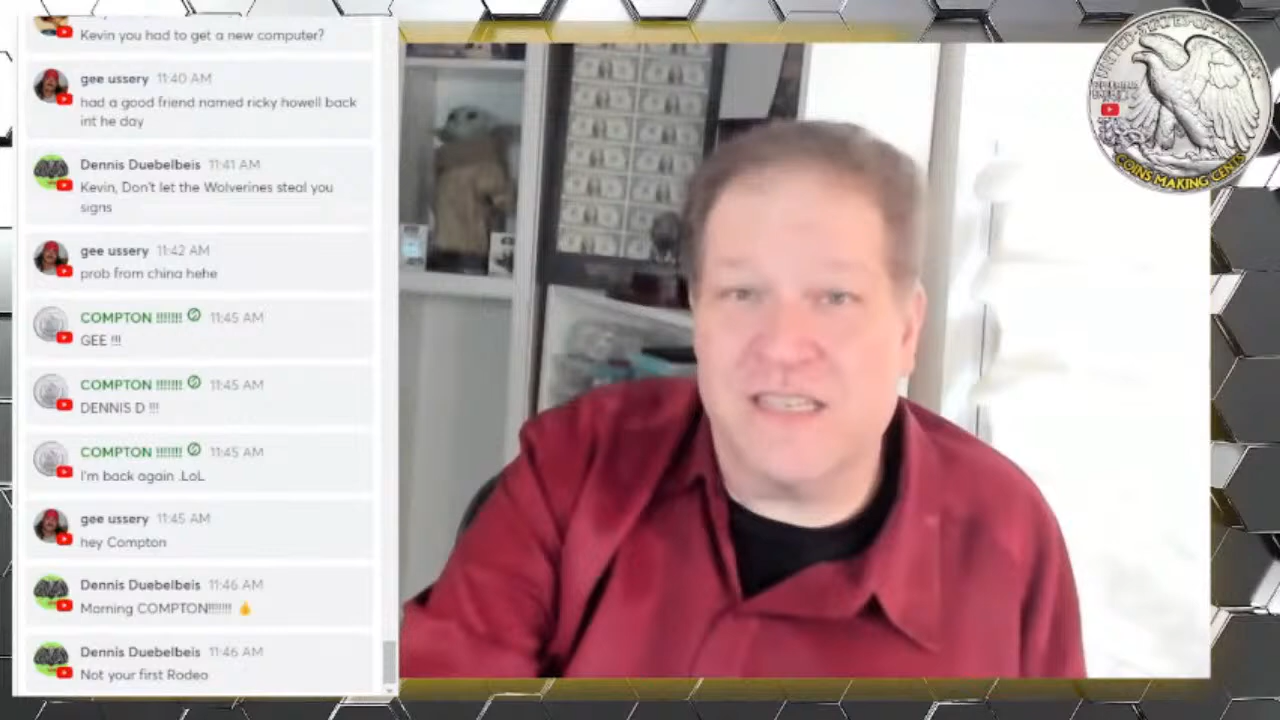 Kevin you had to get a new computer?
gee ussery 11:40 AM
had a good friend named ricky howell back
int he day
Dennis Duebelbeis 11:41 AM
Kevin, Don't let the Wolverines steal you
signs
gee ussery 11:42 AM
prob from china hehe
COMPTON !!!!!!! 11:45 AM
GEE !!!
COMPTON !!!!!!! 11:45 AM
DENNIS D !!!
COMPTON !!!!!!! 11:45 AM
I'm back again .LoL
gee ussery 11:45 AM
hey Compton
Dennis Duebelbeis 11:46 AM
Morning COMPTON!!!!!!!
Dennis Duebelbeis 11:46 AM
Not your first Rodeo
UNITED STATES OF AMERICA
COINS MAKING CENTS